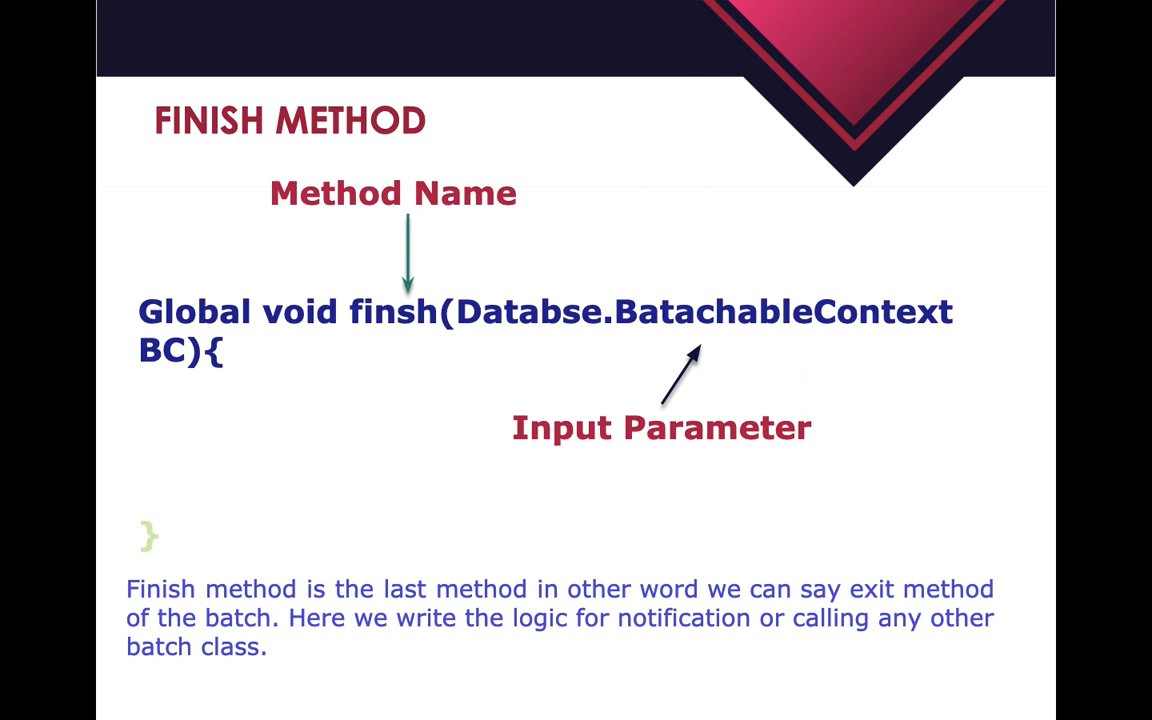 FINISH METHOD
Method Name
Global void finsh(Databse.BatachableContext
BC){
Input Parameter
}
Finish method is the last method in other word we can say exit method
of the batch. Here we write the logic for notification or calling any other
batch class.